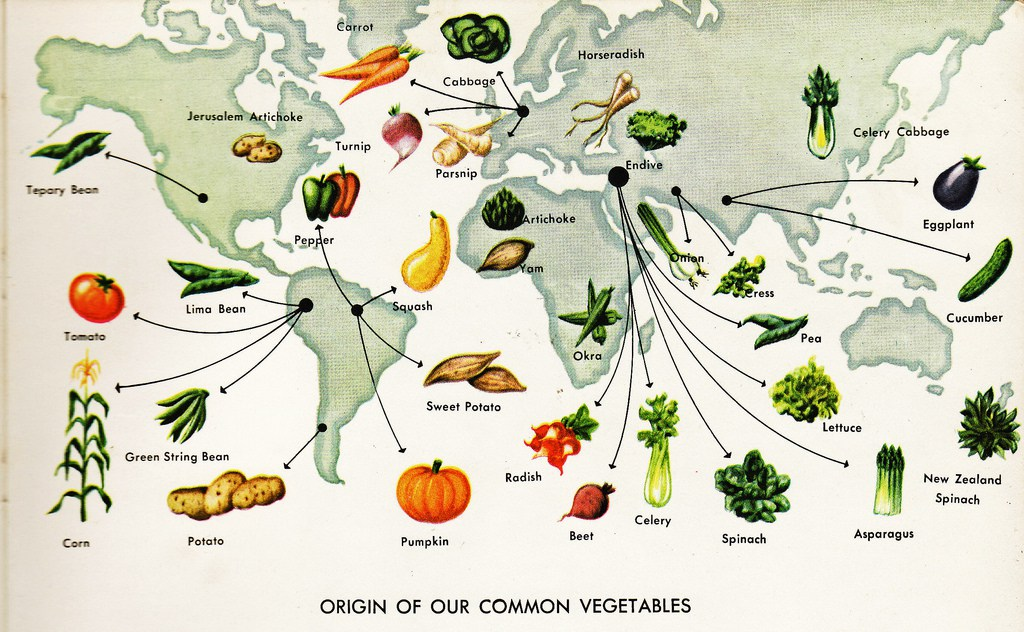 Carrot
Cabbage
Horseradish
Jerusalem Artichoke
Celery Cabbage
Turnip
Parsnip
Endive
Tepary Bean
Artichoke
Eggplant
Pepper
Onion
Yam
Cress
Lima Bean
Squash
Cucumber
Tomato
Pea
Okra
Sweet Potato
Lettuce
Green String Bean
Radish
New Zealand
Spinach
Corn
Potato
Pumpkin
Beet
Celery
Spinach
Asparagus
ORIGIN OF OUR COMMON VEGETABLES